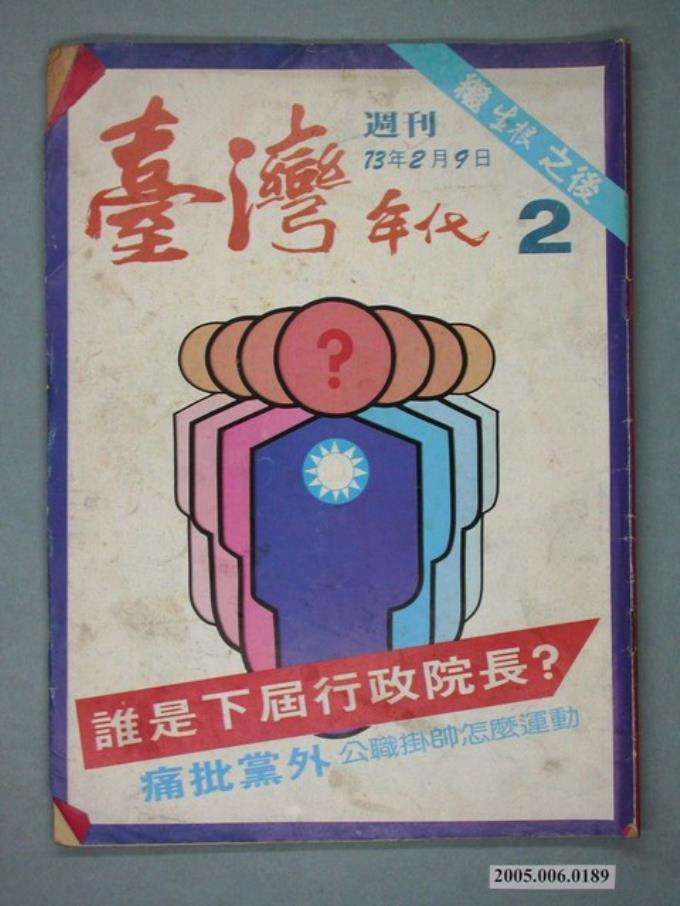 繼生根之後
週刊
73年2月9日
臺灣年代 2
?
誰是下屆行政院長?
痛批黨外公職掛帥怎麼運動
2005.006.0189